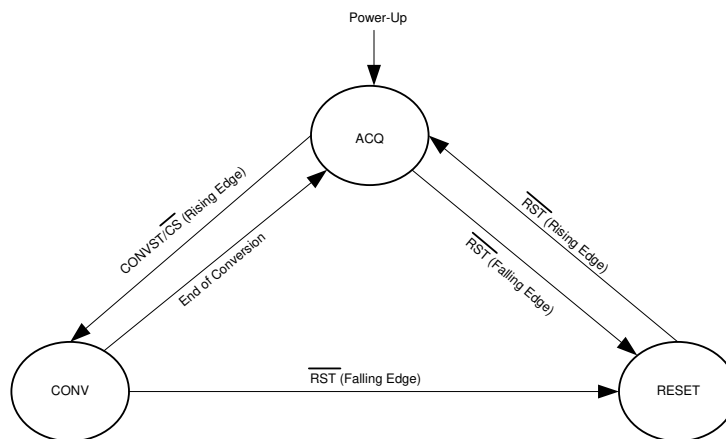 Power-Up
ACQ
CONVST/CS (Rising Edge)
End of Conversion
RST (Rising Edge)
RST (Falling Edge)
CONV
RST (Falling Edge)
RESET